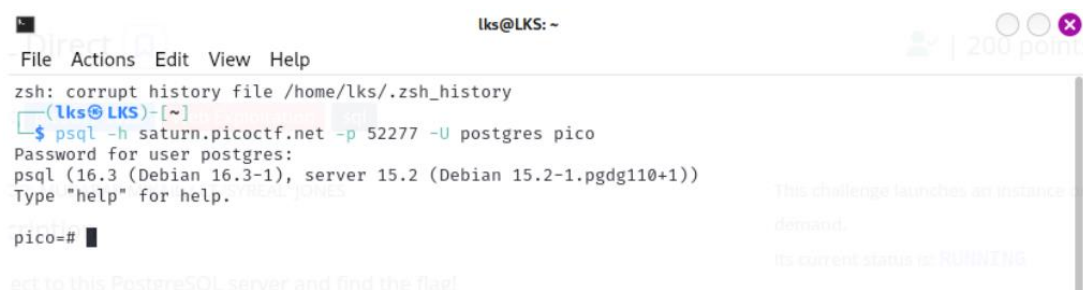 lks@LKS: ~
Direct
200 points
File Actions Edit View Help
zsh: corrupt history file /home/lks/.zsh_history
(lks㉿LKS)-[~]
$ psql -h saturn.picoctf.net -p 52277 -U postgres pico
sql
Password for user postgres:
psql (16.3 (Debian 16.3-1), server 15.2 (Debian 15.2-1.pgdg110+1))
Type "help" for help.
JONES
This challenge launches an instance
demand.
pico=#
Its current status is RUNNING
ect to this PostgreSQL server and find the flag!